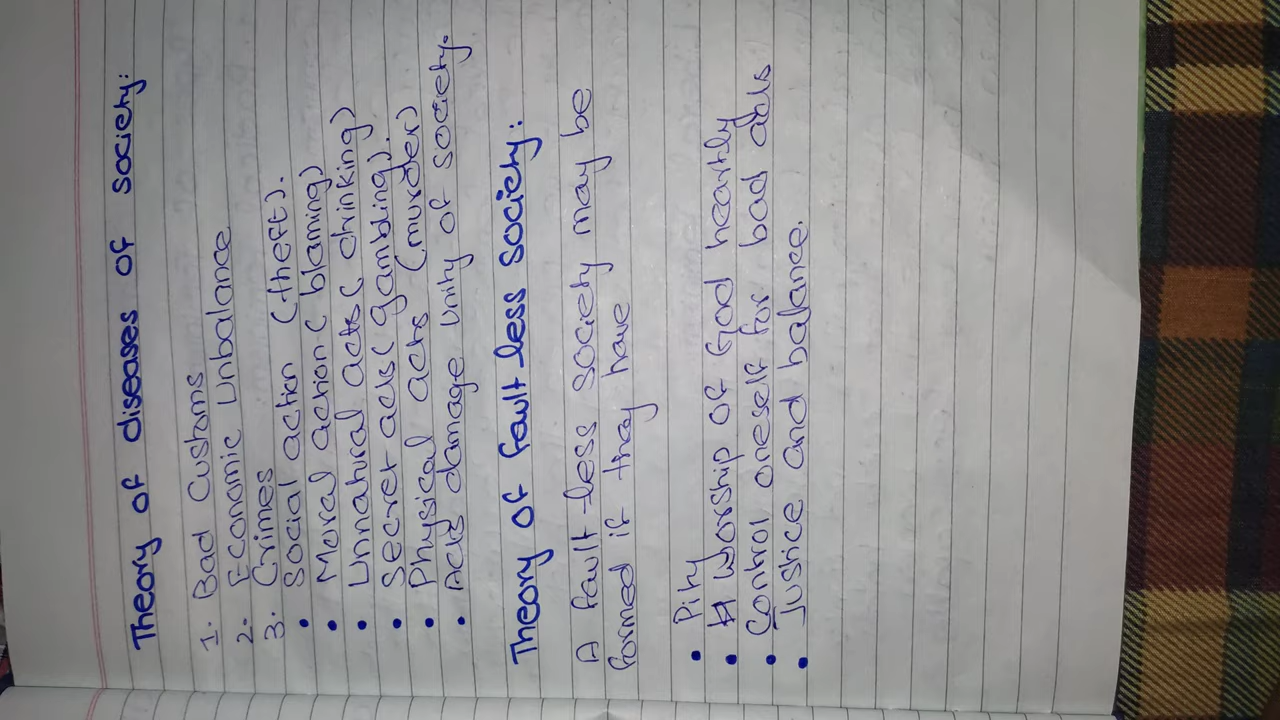 Theory of diseases of society:
1. Bad Customs
2. Economic Unbalance
3. Crimes
• Social action (theft).
• Moral action (blaming)
• Unnatural acts (drinking)
• Secret acts (gambling).
• Physical acts (murder)
• Acts damage unity of society.
Theory of fault less society:
A fault-less society may be
formed if they have
• Pity
• worship of God heartly
• Control oneself for bad acts
• Justice and balance.